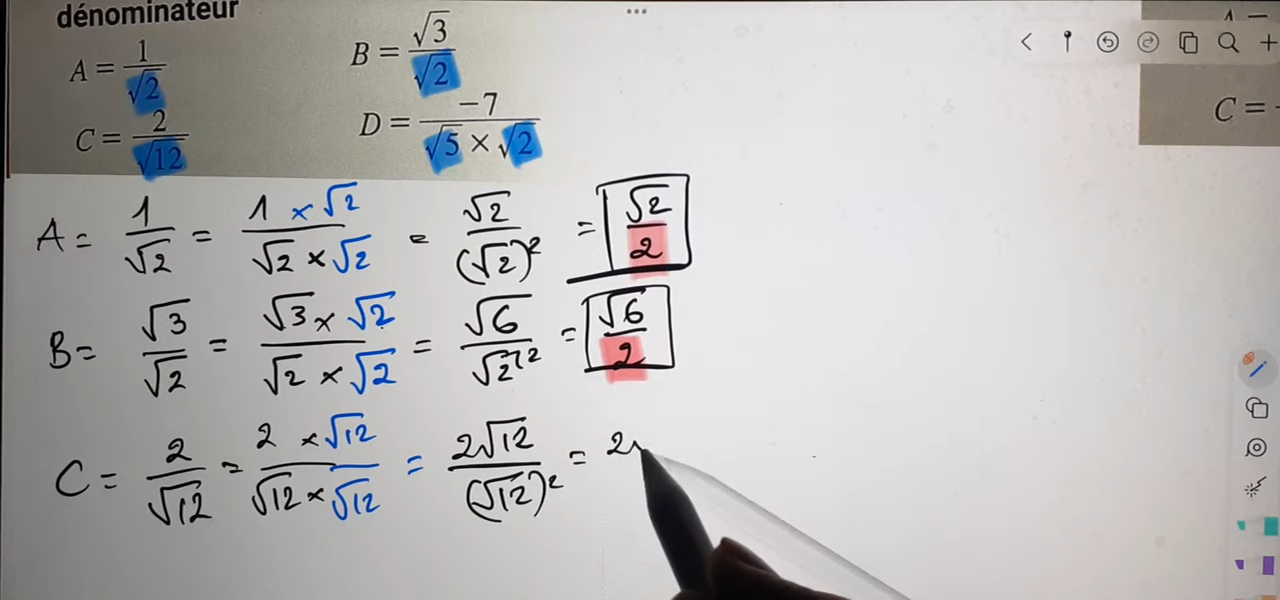 dénominateur
A = 1/√2
B = √3/√2
C = 2/√12
D = -7/(√5 × √2)
C =
A = 1/√2 = (1 × √2)/(√2 × √2) = √2/(√2)² = √2/2
B = √3/√2 = (√3 × √2)/(√2 × √2) = √6/√2² = √6/2
C = 2/√12 = (2 × √12)/(√12 × √12) = 2√12/(√12)² = 2